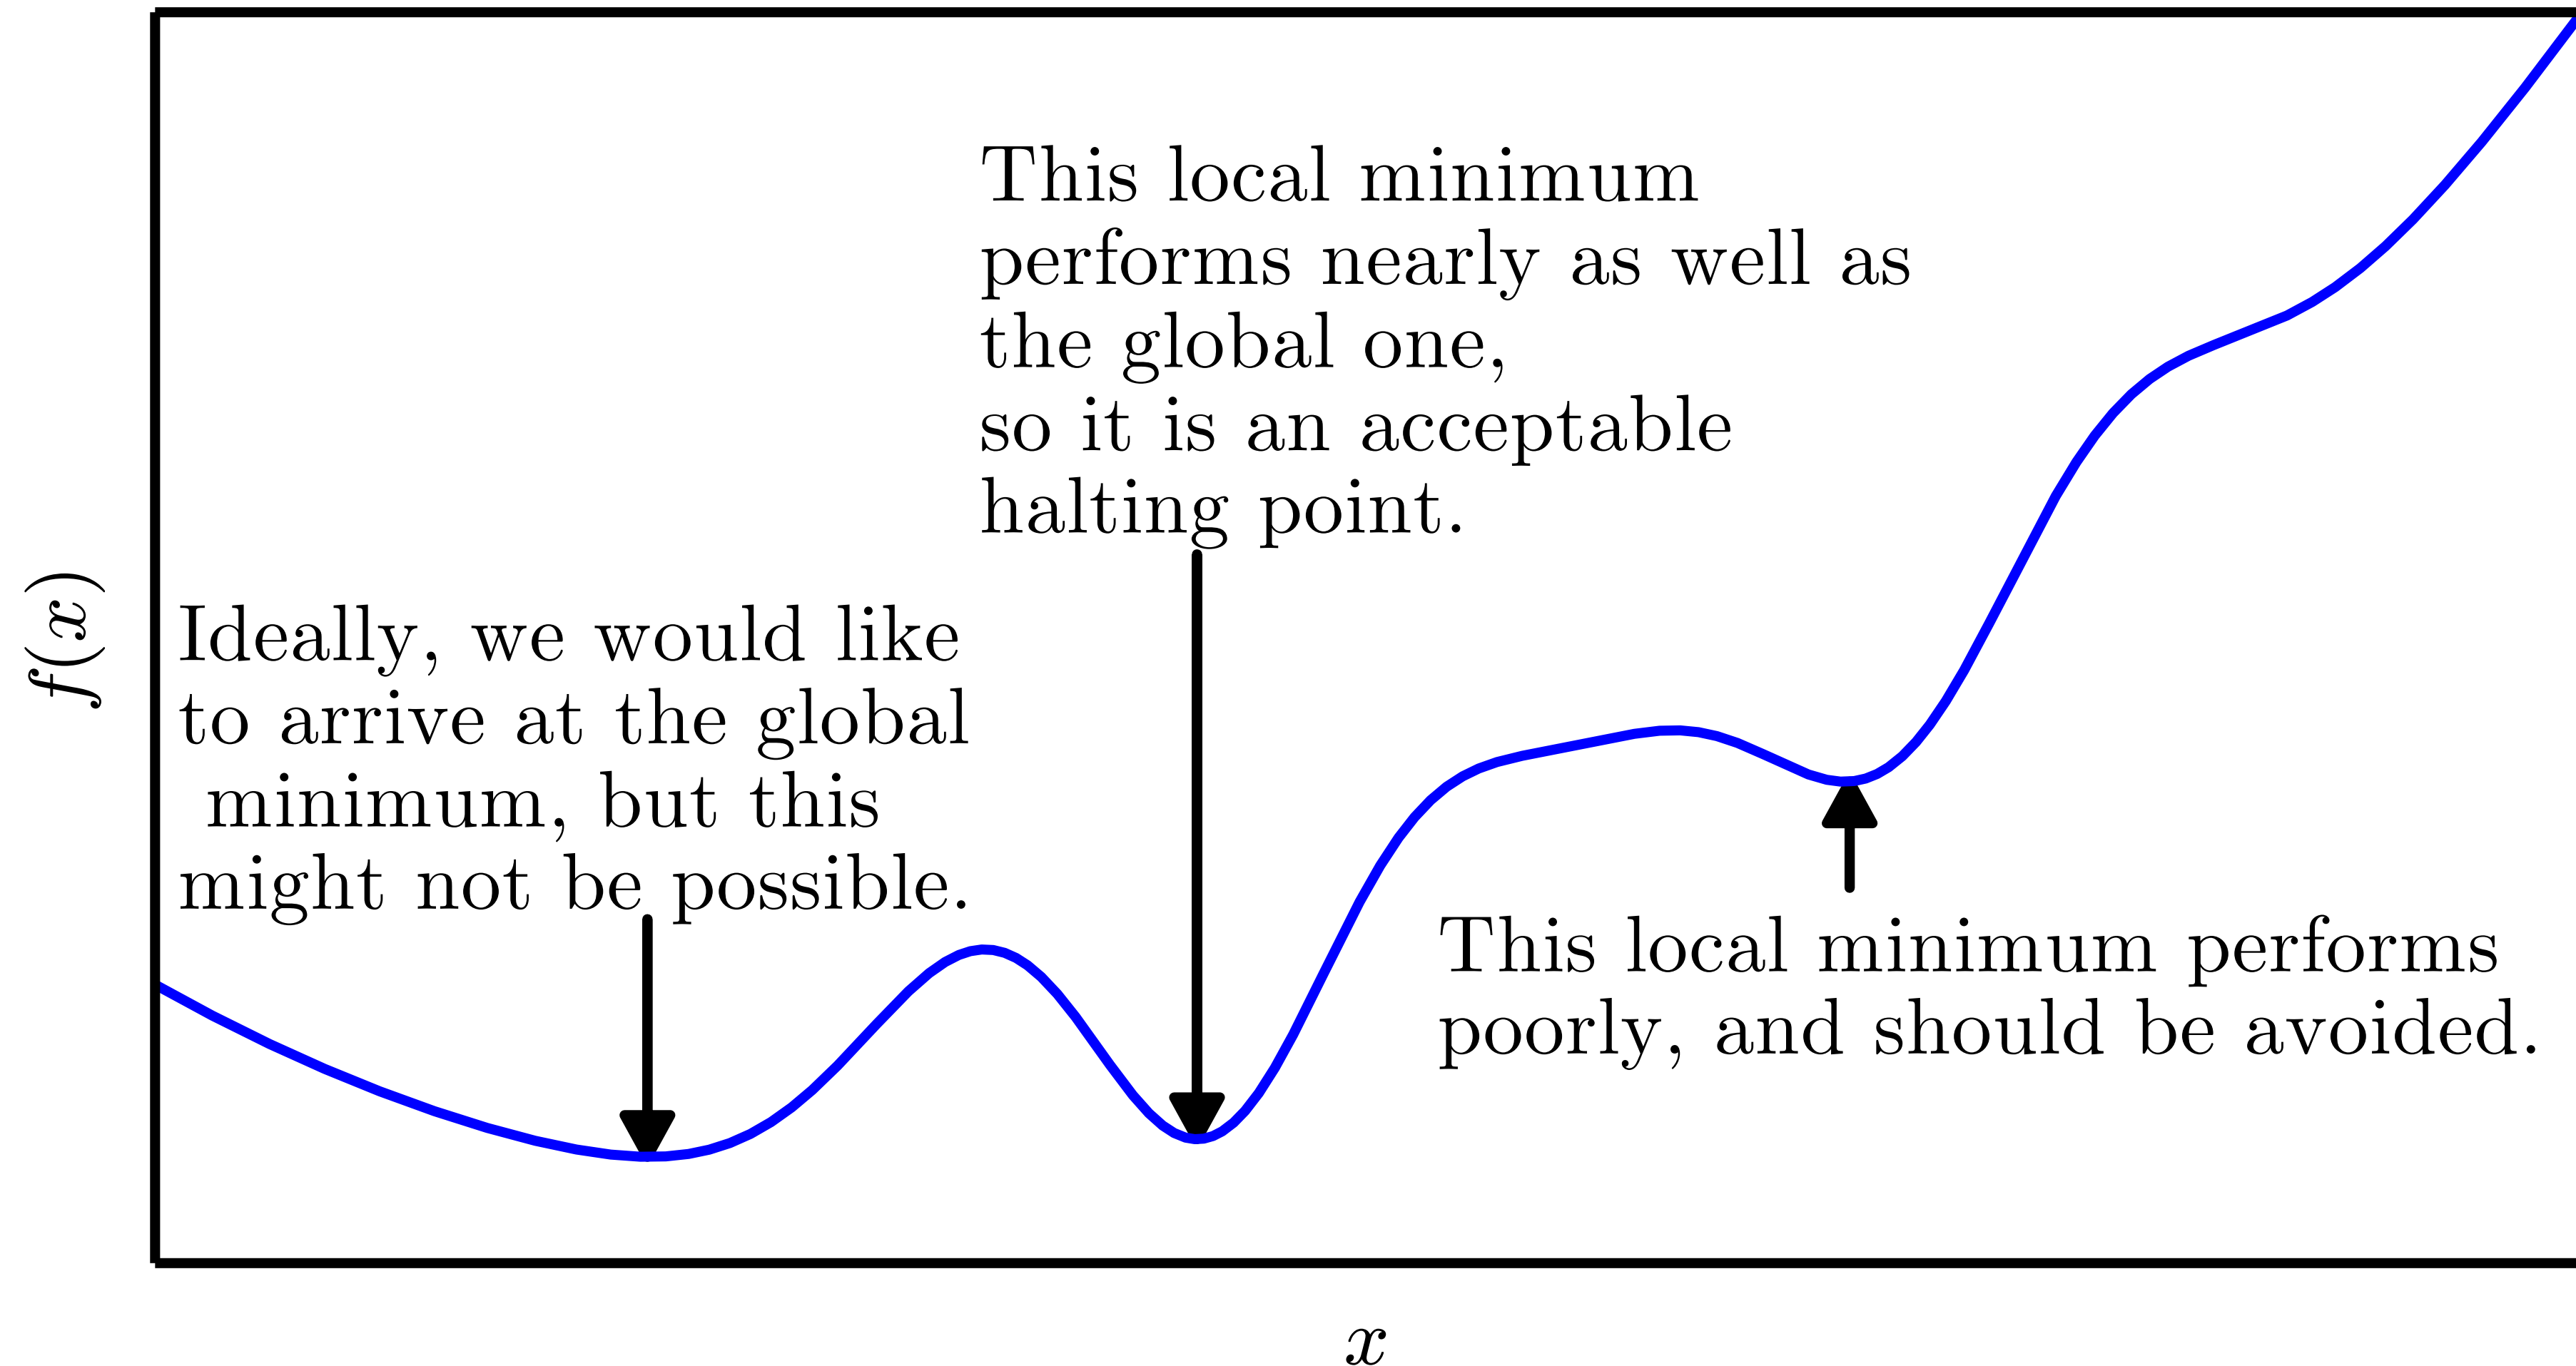 This local minimum
performs nearly as well as
the global one,
so it is an acceptable
halting point.
Ideally, we would like
to arrive at the global
minimum, but this
might not be possible.
This local minimum performs
poorly, and should be avoided.
f(x)
x